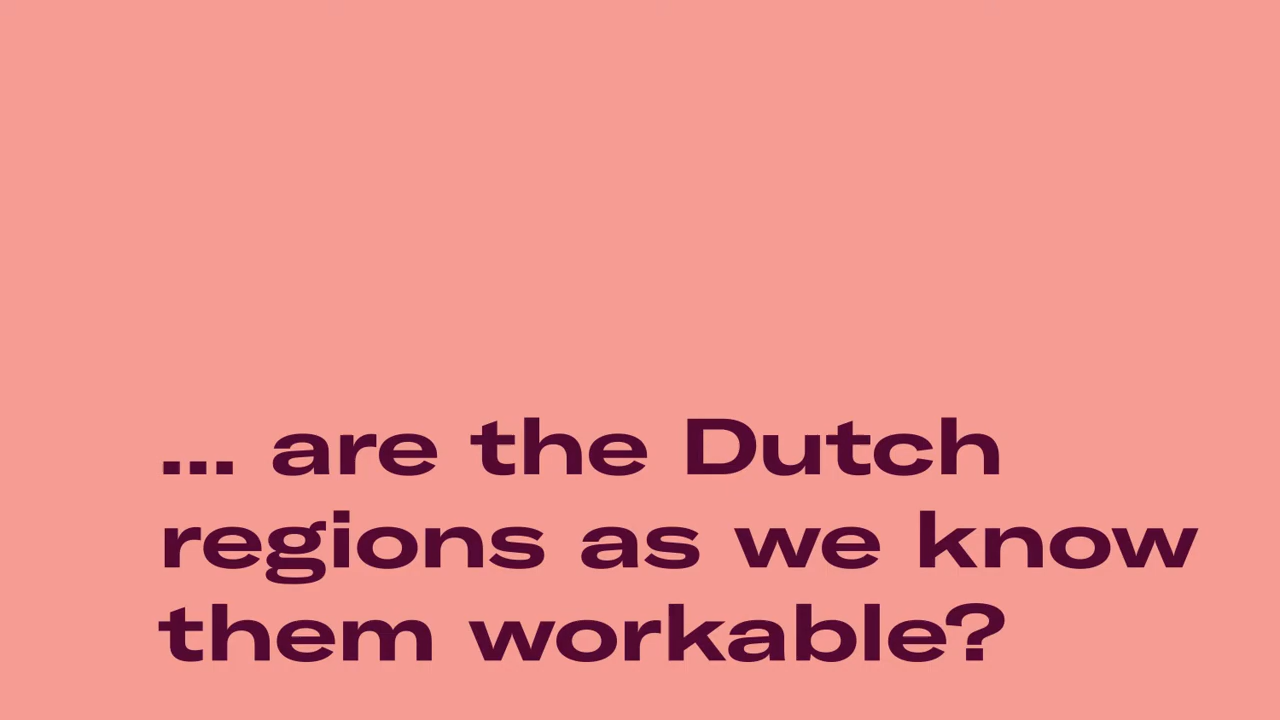 ... are the Dutch
regions as we know
them workable?